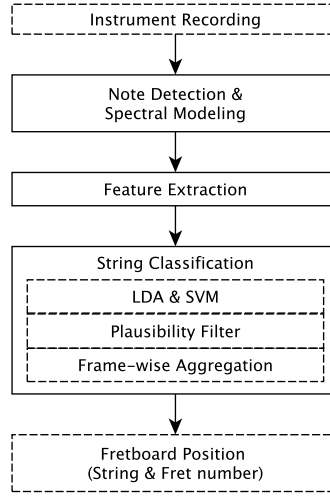 Instrument Recording
Note Detection &
Spectral Modeling
Feature Extraction
String Classification
LDA & SVM
Plausibility Filter
Frame-wise Aggregation
Fretboard Position
(String & Fret number)